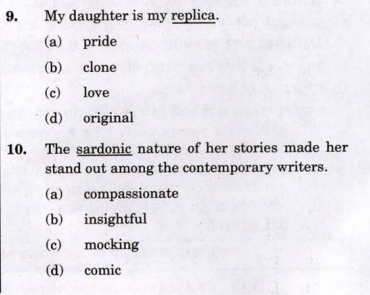 9. My daughter is my replica.
(a) pride
(b) clone
(c) love
(d) original
10. The sardonic nature of her stories made her
stand out among the contemporary writers.
(a) compassionate
(b) insightful
(c) mocking
(d) comic